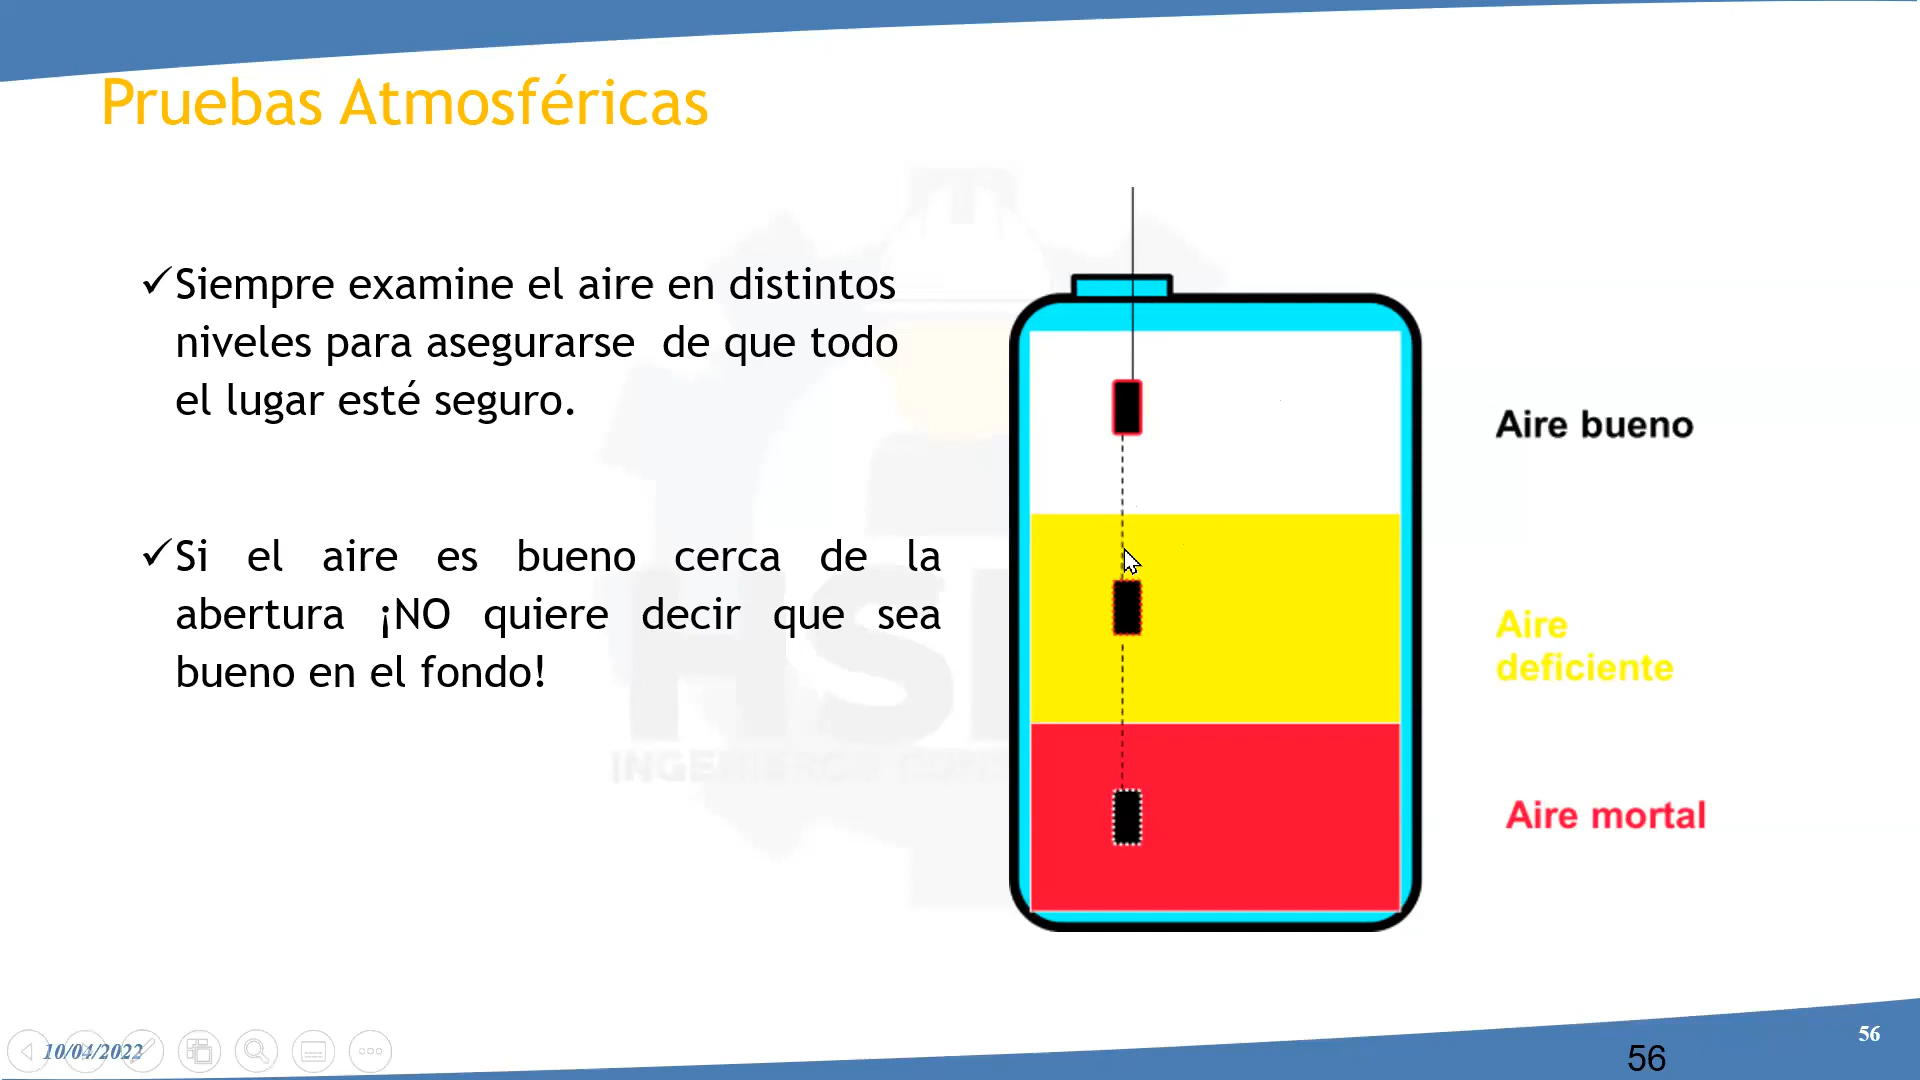 Pruebas Atmosféricas
✓Siempre examine el aire en distintos
niveles para asegurarse de que todo
el lugar esté seguro.
✓Si el aire es bueno cerca de la
abertura ¡NO quiere decir que sea
bueno en el fondo!
Aire bueno
Aire
deficiente
Aire mortal
10/04/2022
56
56